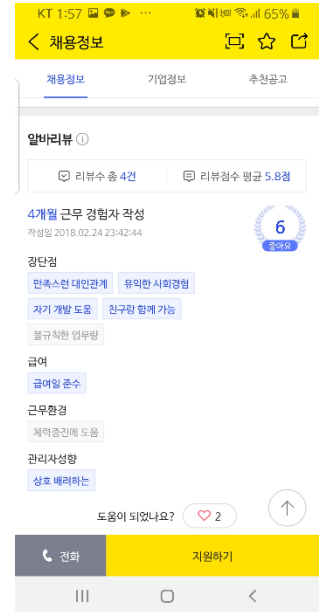 KT 1:57 ··· 65%
채용정보
채용정보 기업정보 추천공고
알바리뷰
리뷰수 총 4건 리뷰점수 평균 5.8점
4개월 근무 경험자 작성
작성일 2018.02.24 23:42:44
6
좋아요
장단점
만족스런 대인관계 유익한 사회경험
자기 개발 도움 친구랑 함께 가능
불규칙한 업무량
급여
급여일 준수
근무환경
체력증진에 도움
관리자성향
상호 배려하는
도움이 되었나요? 2
전화 지원하기